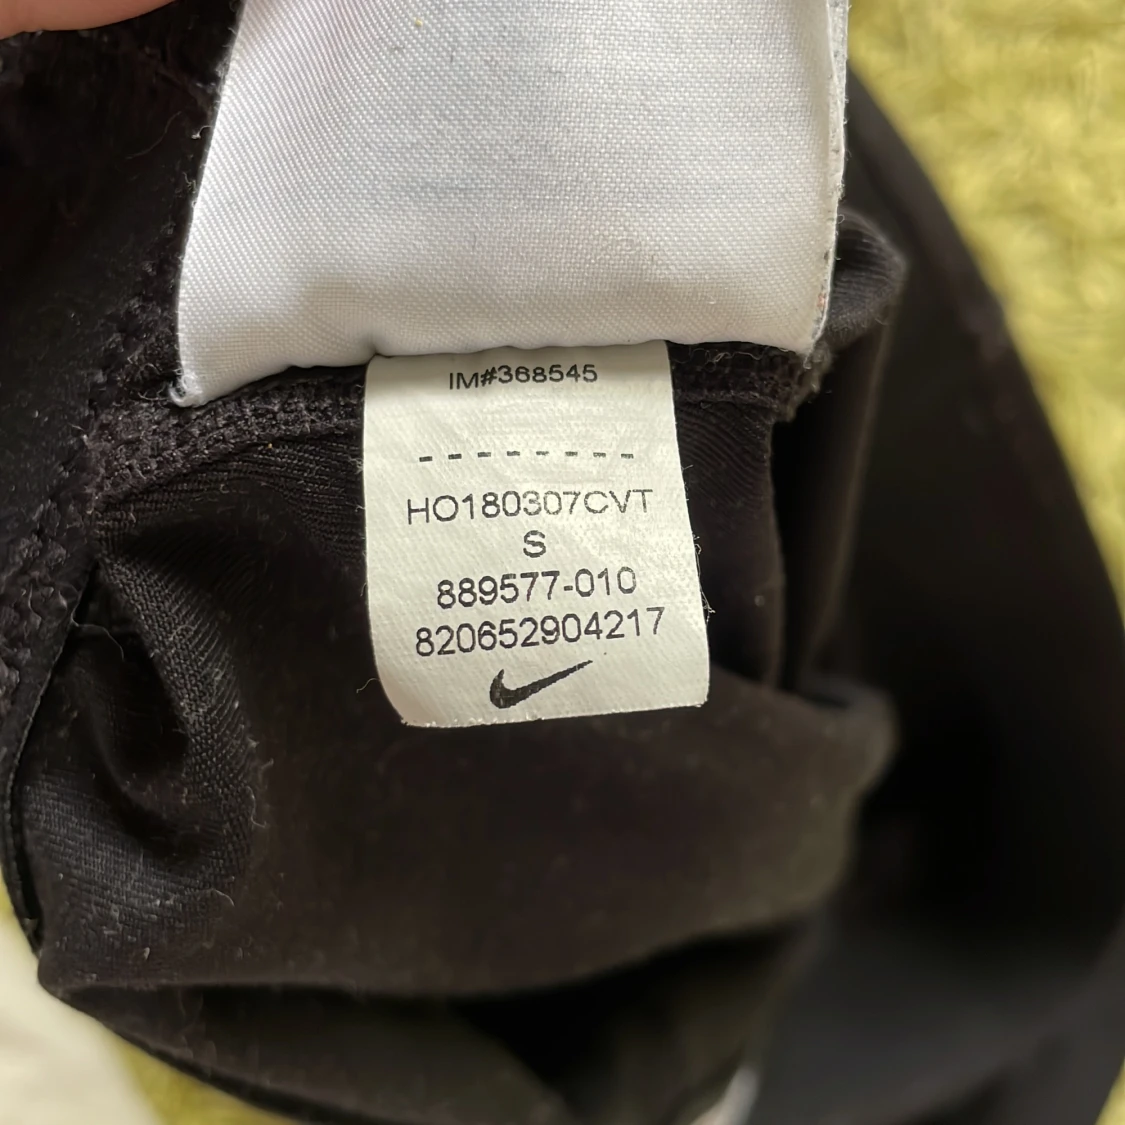 IM#368545
--------
HO180307CVT
S
889577-010
820652904217